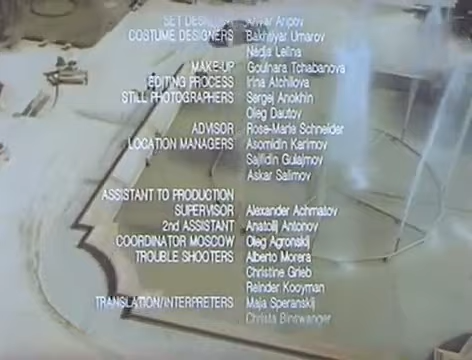 SET DESIGNER Anvar Aripov
COSTUME DESIGNERS Bakhtiyar Umarov
Nedja Lelina
MAKE-UP Goulnara Tchabanova
EDITING PROCESS Irina Atchilova
STILL PHOTOGRAPHERS Sergej Anokhin
Oleg Dautov
ADVISOR Rose-Marie Schneider
LOCATION MANAGERS Asomidin Karimov
Sajfidin Gulajmov
Askar Salimov
ASSISTANT TO PRODUCTION
SUPERVISOR Alexander Achmatov
2nd ASSISTANT Anatolij Antonov
COORDINATOR MOSCOW Oleg Agronskij
TROUBLE SHOOTERS Alberto Morera
Christine Grieb
Reinder Kooyman
TRANSLATION/INTERPRETERS Maja Speranskij
Christa Binswanger